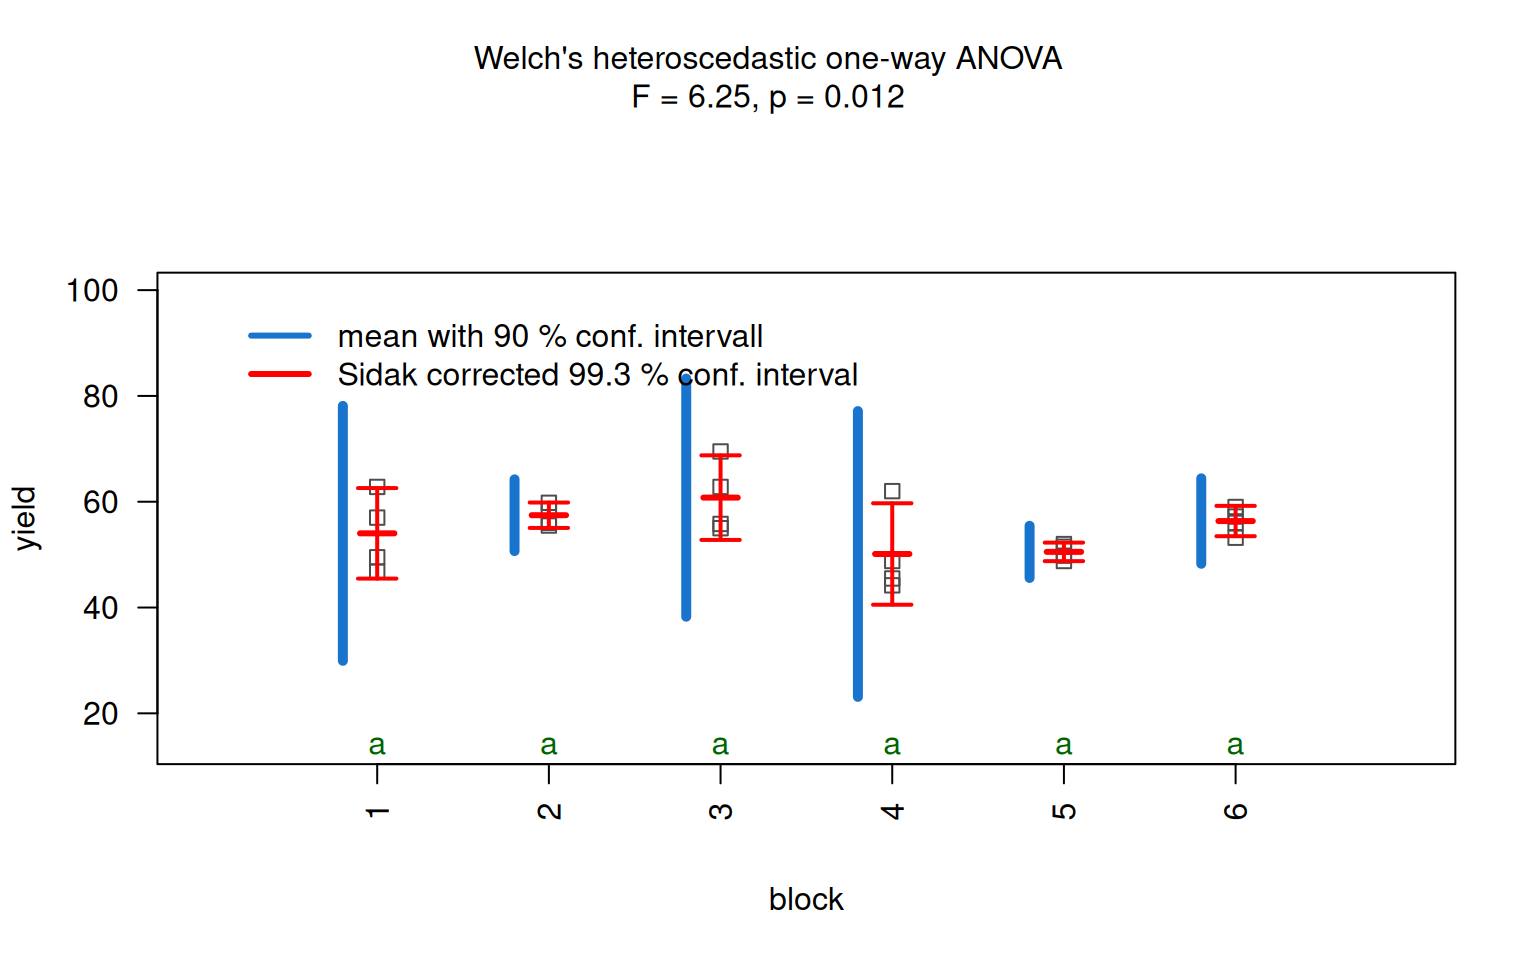 Welch's heteroscedastic one-way ANOVA
F = 6.25, p = 0.012
100
80
60
40
20
yield
mean with 90 % conf. intervall
Sidak corrected 99.3 % conf. interval
a a a a a a
1 2 3 4 5 6
block